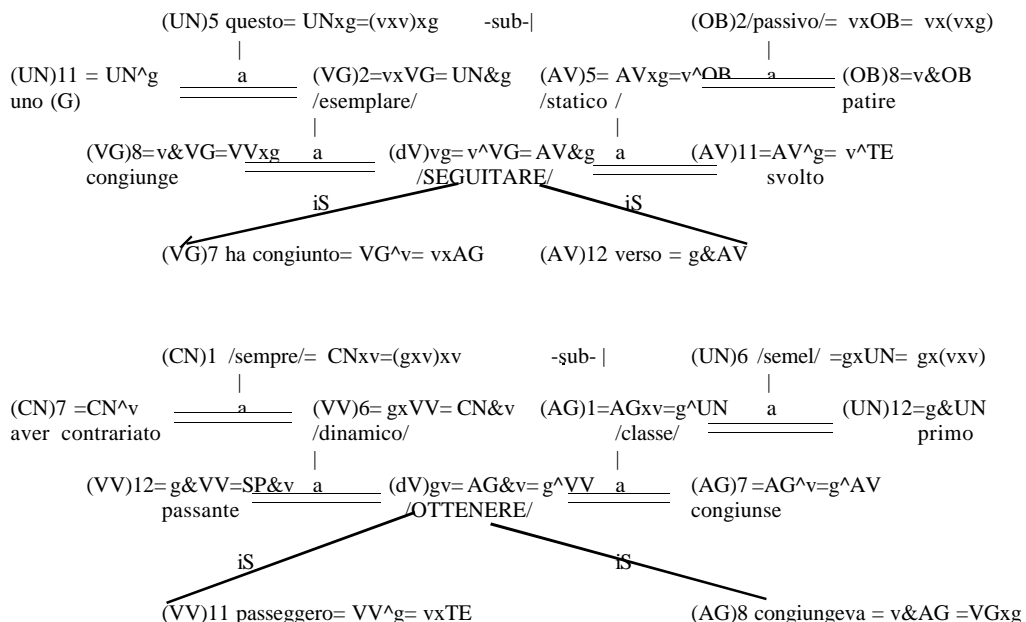 (UN)5 questo= UNxg=(vxv)xg -sub-| (OB)2/passivo/= vxOB= vx(vxg)
| |
(UN)11 = UN^g a (VG)2=vxVG= UN&g (AV)5= AVxg=v^OB a (OB)8=v&OB
uno (G) /esemplare/ /statico / patire
| |
(VG)8=v&VG=VVxg a (dV)vg= v^VG= AV&g a (AV)11=AV^g= v^TE
congiunge /SEGUITARE/ svolto
iS iS
(VG)7 ha congiunto= VG^v= vxAG (AV)12 verso = g&AV
(CN)1 /sempre/= CNxv=(gxv)xv -sub- | (UN)6 /semel/ =gxUN= gx(vxv)
| |
(CN)7 =CN^v a (VV)6= gxVV= CN&v (AG)1=AGxv=g^UN a (UN)12=g&UN
aver contrariato /dinamico/ /classe/ primo
| |
(VV)12= g&VV=SP&v a (dV)gv= AG&v= g^VV a (AG)7 =AG^v=g^AV
passante /OTTENERE/ congiunse
iS iS
(VV)11 passeggero= VV^g= vxTE (AG)8 congiungeva = v&AG =VGxg